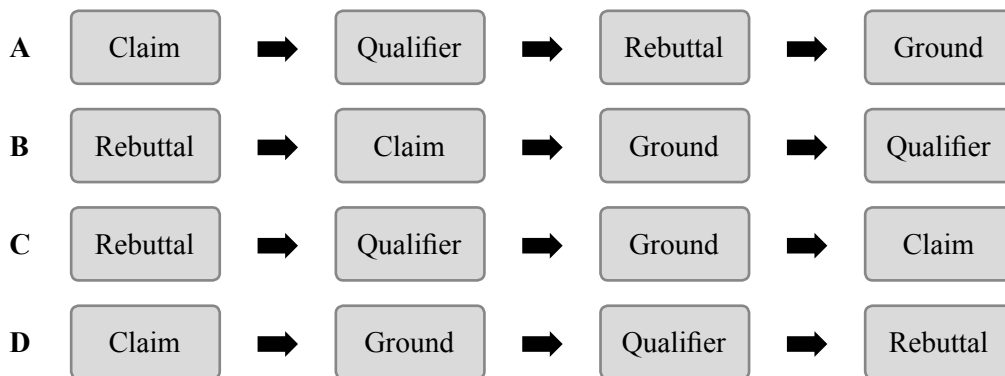 A Claim Qualifier Rebuttal Ground
B Rebuttal Claim Ground Qualifier
C Rebuttal Qualifier Ground Claim
D Claim Ground Qualifier Rebuttal